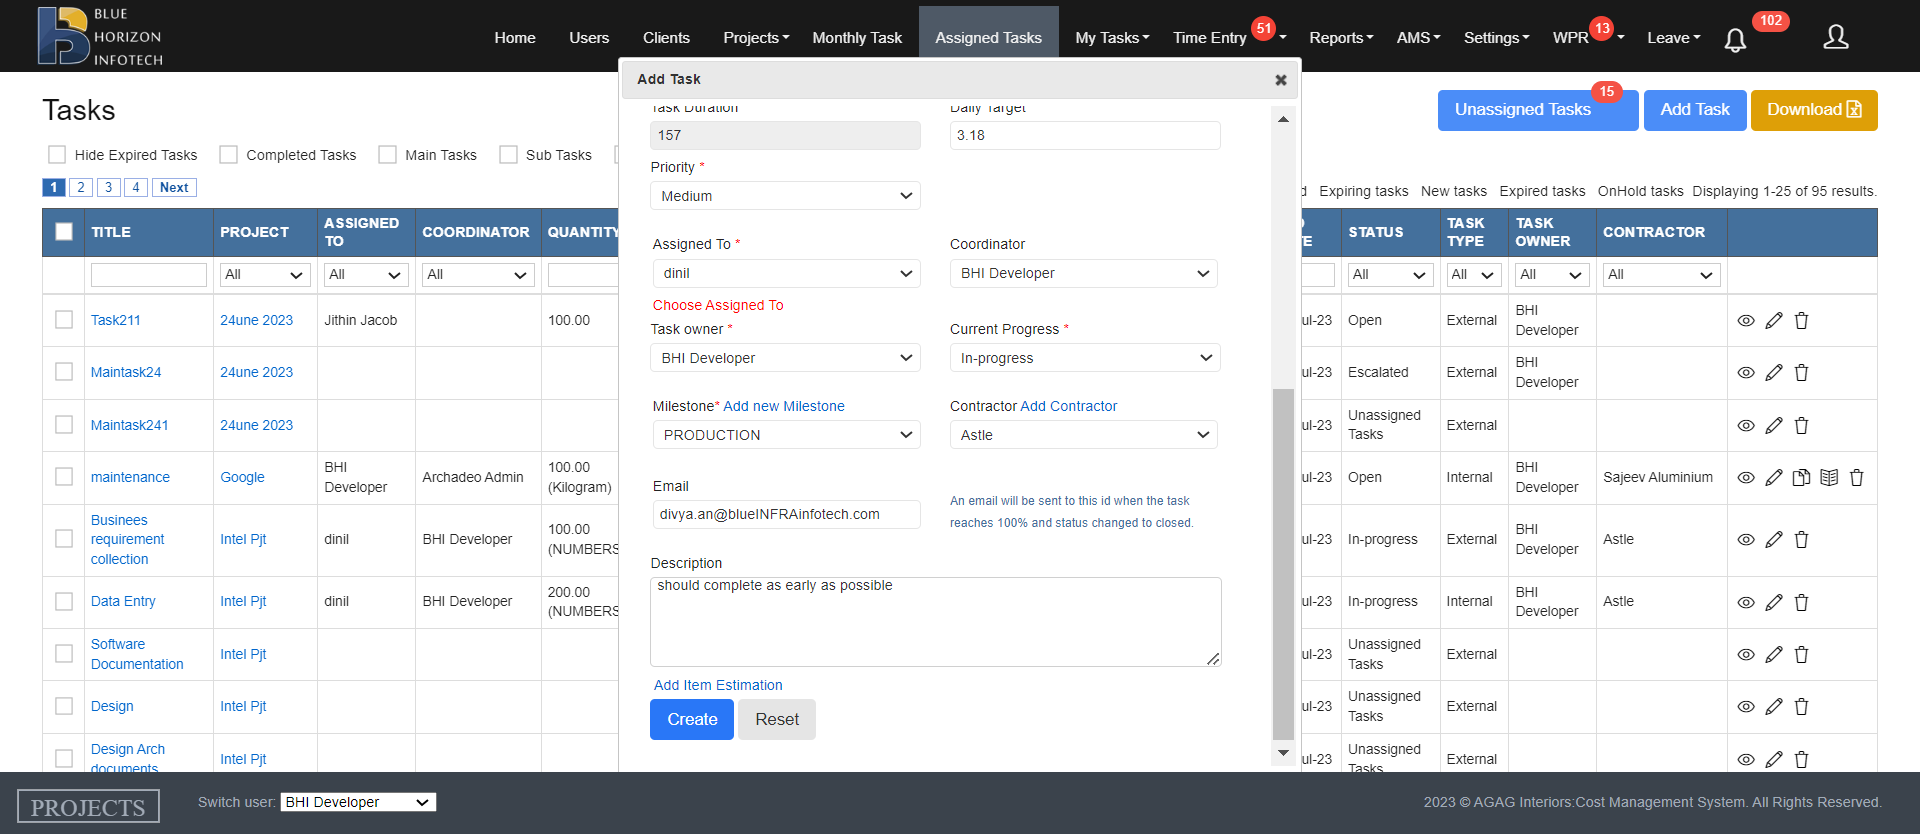 BLUE
HORIZON
INFOTECH
Home Users Clients Projects Monthly Task Assigned Tasks My Tasks Time Entry 51 Reports AMS Settings WPR 13 Leave 102
Add Task
Tasks
Unassigned Tasks 15 Add Task Download
Hide Expired Tasks Completed Tasks Main Tasks Sub Tasks
1 2 3 4 Next
Expiring tasks New tasks Expired tasks OnHold tasks Displaying 1-25 of 95 results.
TITLE PROJECT ASSIGNED TO COORDINATOR QUANTITY STATUS TASK TYPE TASK OWNER CONTRACTOR
All All All All All All All
Task211 24une 2023 Jithin Jacob 100.00 ul-23 Open External BHI Developer
Maintask24 24une 2023 ul-23 Escalated External BHI Developer
Maintask241 24une 2023 ul-23 Unassigned Tasks External
maintenance Google BHI Developer Archadeo Admin 100.00 (Kilogram) ul-23 Open Internal BHI Developer Sajeev Aluminium
Businees requirement collection Intel Pjt dinil BHI Developer 100.00 (NUMBERS ul-23 In-progress External BHI Developer Astle
Data Entry Intel Pjt dinil BHI Developer 200.00 (NUMBERS ul-23 In-progress Internal BHI Developer Astle
Software Documentation Intel Pjt ul-23 Unassigned Tasks External
Design Intel Pjt ul-23 Unassigned Tasks External
Design Arch documents Intel Pjt ul-23 Unassigned Tasks External
Task Duration Daily Target
157 3.18
Priority *
Medium
Assigned To * Coordinator
dinil BHI Developer
Choose Assigned To
Task owner * Current Progress *
BHI Developer In-progress
Milestone* Add new Milestone Contractor Add Contractor
PRODUCTION Astle
Email
divya.an@blueINFRAinfotech.com
An email will be sent to this id when the task
reaches 100% and status changed to closed.
Description
should complete as early as possible
Add Item Estimation
Create Reset
PROJECTS Switch user: BHI Developer 2023 © AGAG Interiors:Cost Management System. All Rights Reserved.